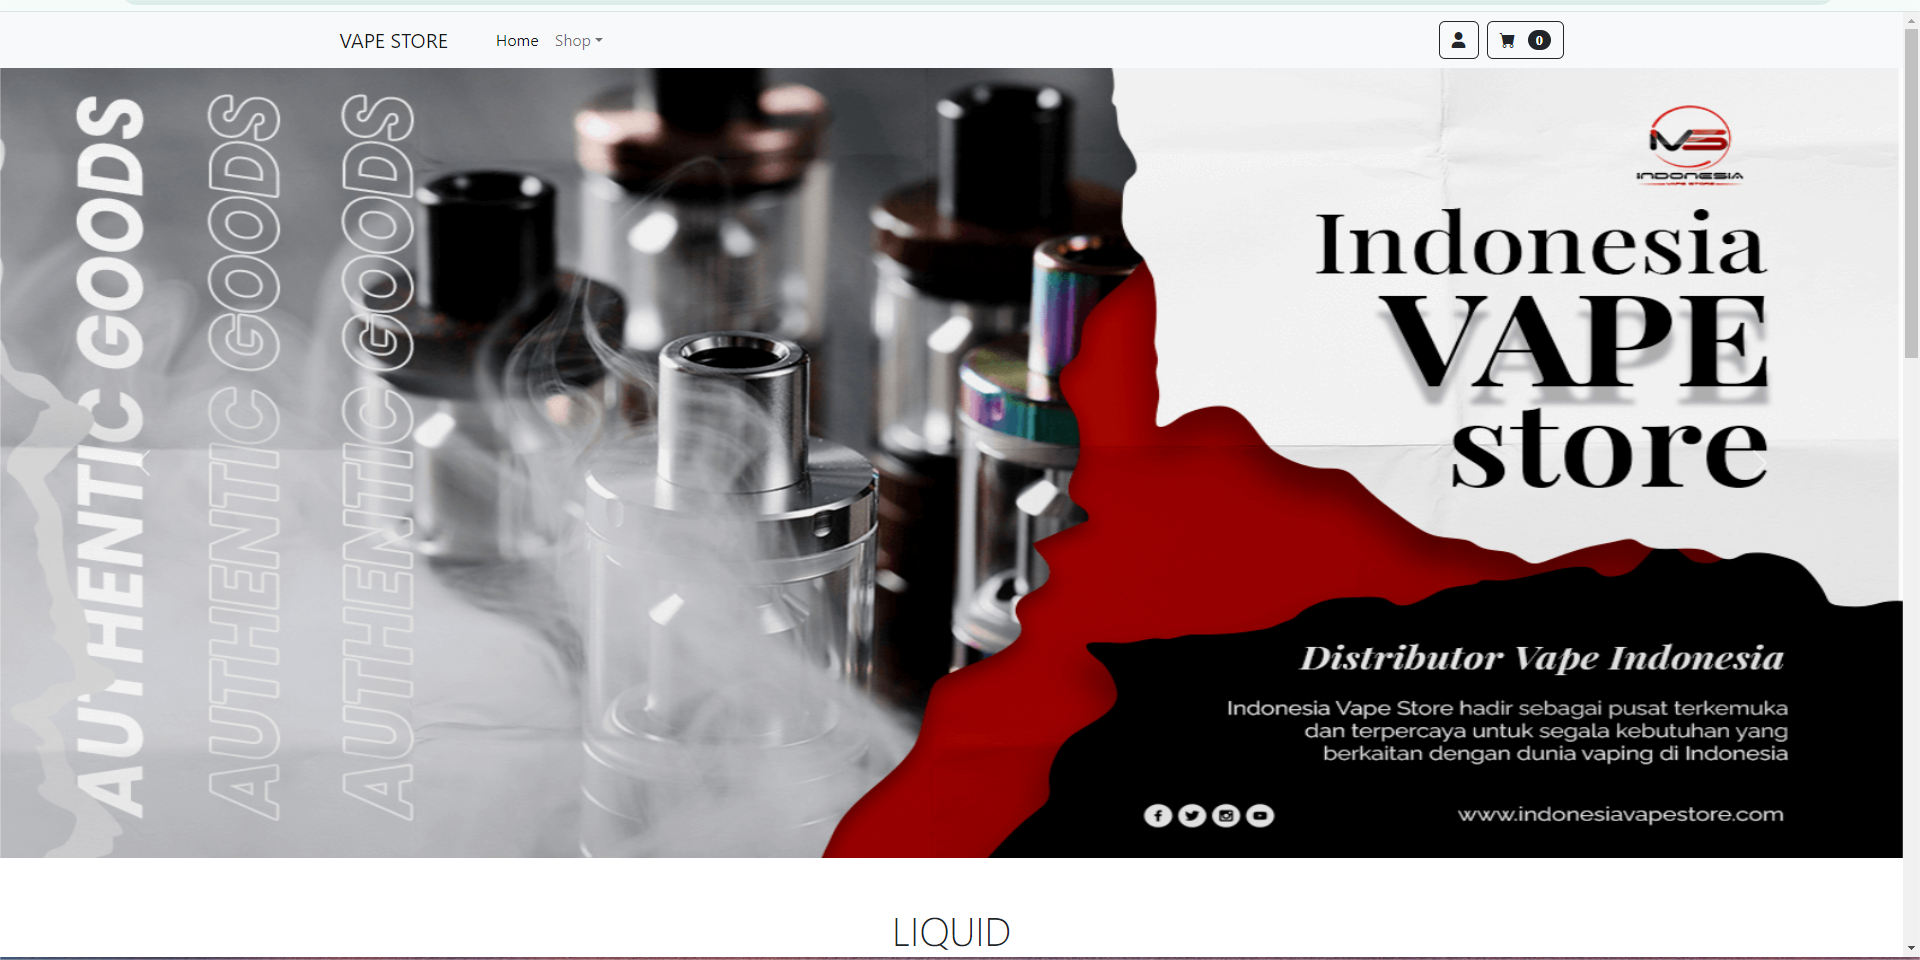 VAPE STORE
Home
Shop
0
AUTHENTIC GOODS
AUTHENTIC GOODS
AUTHENTIC GOODS
IVS
INDONESIA
VAPE STORE
Indonesia
VAPE
store
Distributor Vape Indonesia
Indonesia Vape Store hadir sebagai pusat terkemuka
dan terpercaya untuk segala kebutuhan yang
berkaitan dengan dunia vaping di Indonesia
www.indonesiavapestore.com
LIQUID